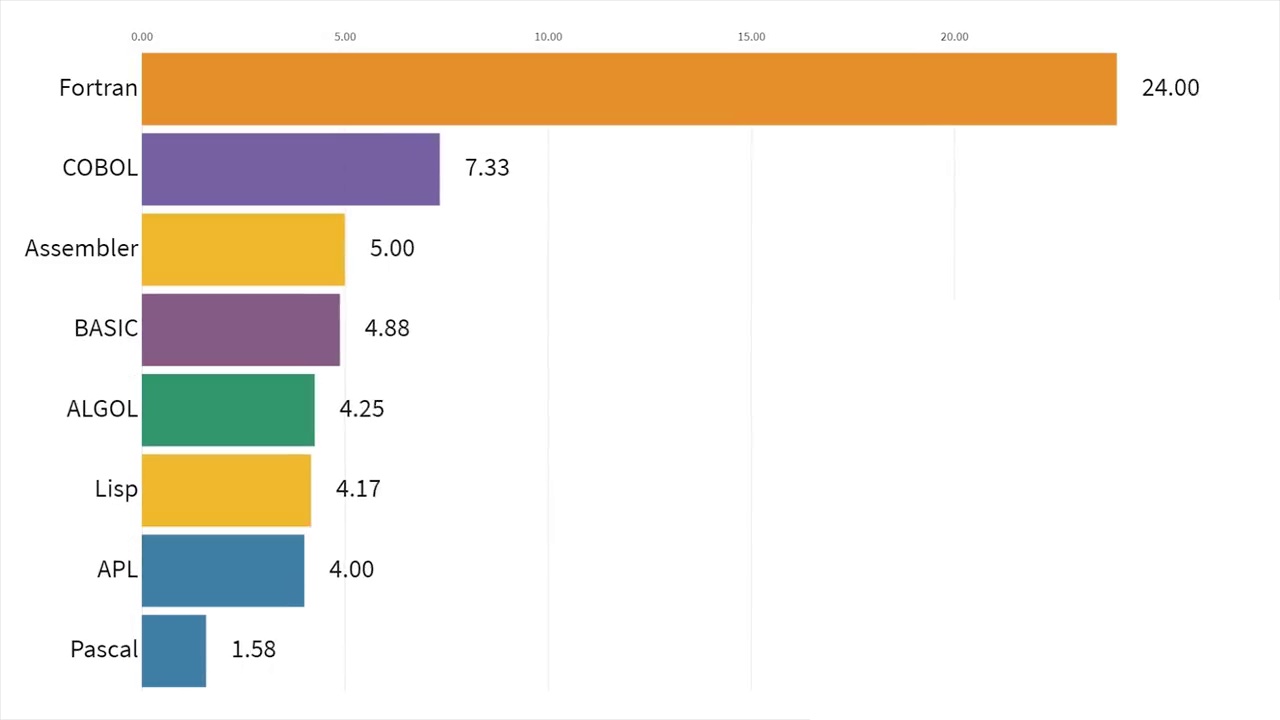 0.00 5.00 10.00 15.00 20.00
Fortran 24.00
COBOL 7.33
Assembler 5.00
BASIC 4.88
ALGOL 4.25
Lisp 4.17
APL 4.00
Pascal 1.58